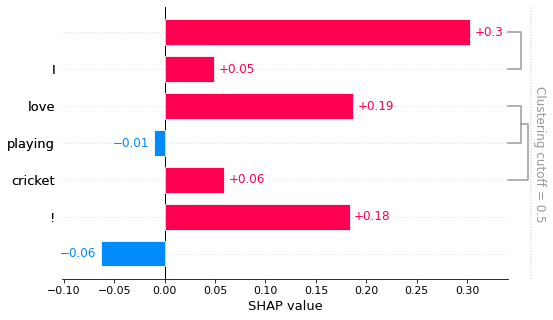 +0.3
I +0.05
love +0.19
playing −0.01
cricket +0.06
! +0.18
−0.06
−0.10 −0.05 0.00 0.05 0.10 0.15 0.20 0.25 0.30
SHAP value
Clustering cutoff = 0.5